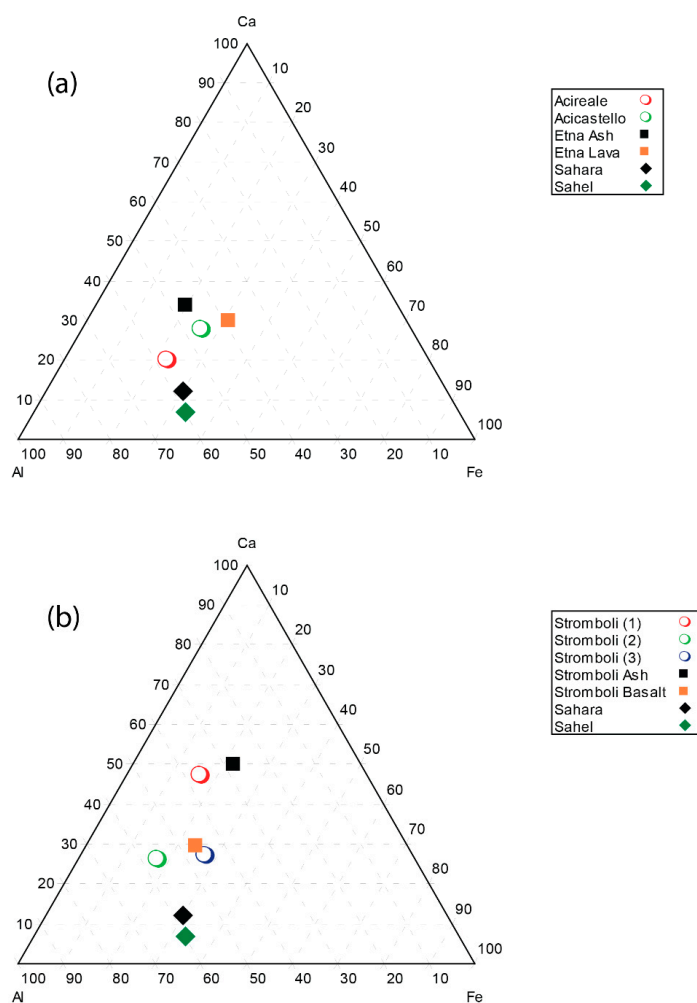 Ca
100
(a)
10
90
20
80
30
70
40
60
50
50
60
40
70
30
80
20
90
10
100
100 90 80 70 60 50 40 30 20 10
Al Fe
Acireale
Acicastello
Etna Ash
Etna Lava
Sahara
Sahel
Ca
100
(b)
10
90
20
80
30
70
40
60
50
50
60
40
70
30
80
20
90
10
100
100 90 80 70 60 50 40 30 20 10
Al Fe
Stromboli (1)
Stromboli (2)
Stromboli (3)
Stromboli Ash
Stromboli Basalt
Sahara
Sahel